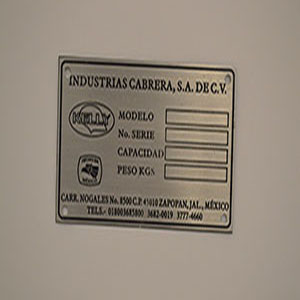 INDUSTRIAS CABRERA, S.A. DE C.V.
KELLY
MODELO
No. SERIE
CAPACIDAD
PESO KGS
CARR. NOGALES No. 8500 C.P. 45010 ZAPOPAN, JAL., MÉXICO
TELS.- 018003685800 3682-0019 3777-4660